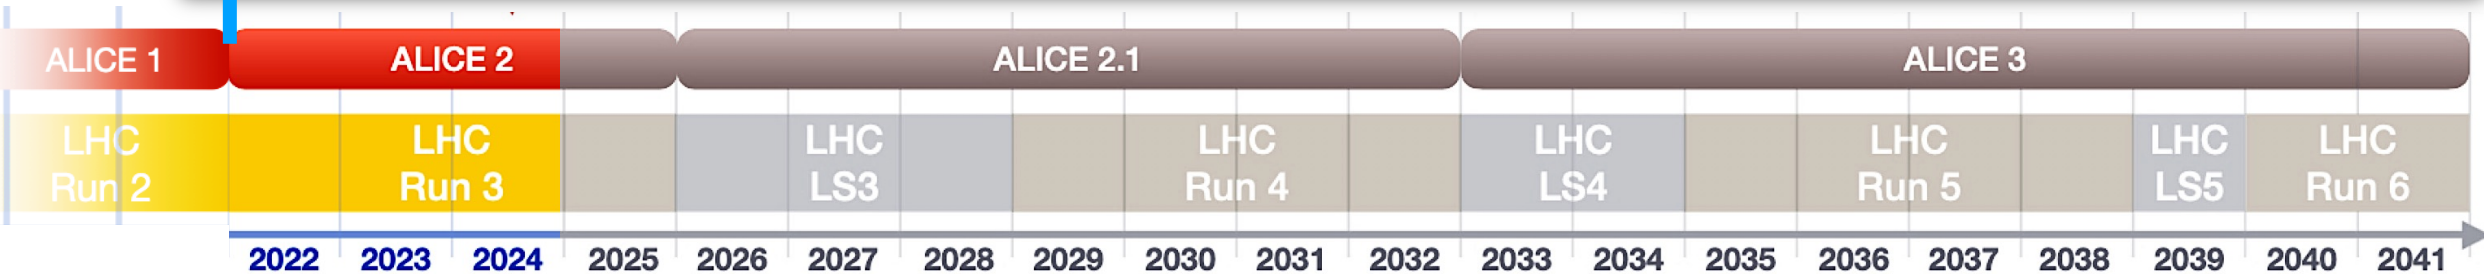 ALICE 1 ALICE 2 ALICE 2.1 ALICE 3
LHC LHC LHC LHC LHC LHC LHC LHC
Run 2 Run 3 LS3 Run 4 LS4 Run 5 LS5 Run 6
2022 2023 2024 2025 2026 2027 2028 2029 2030 2031 2032 2033 2034 2035 2036 2037 2038 2039 2040 2041